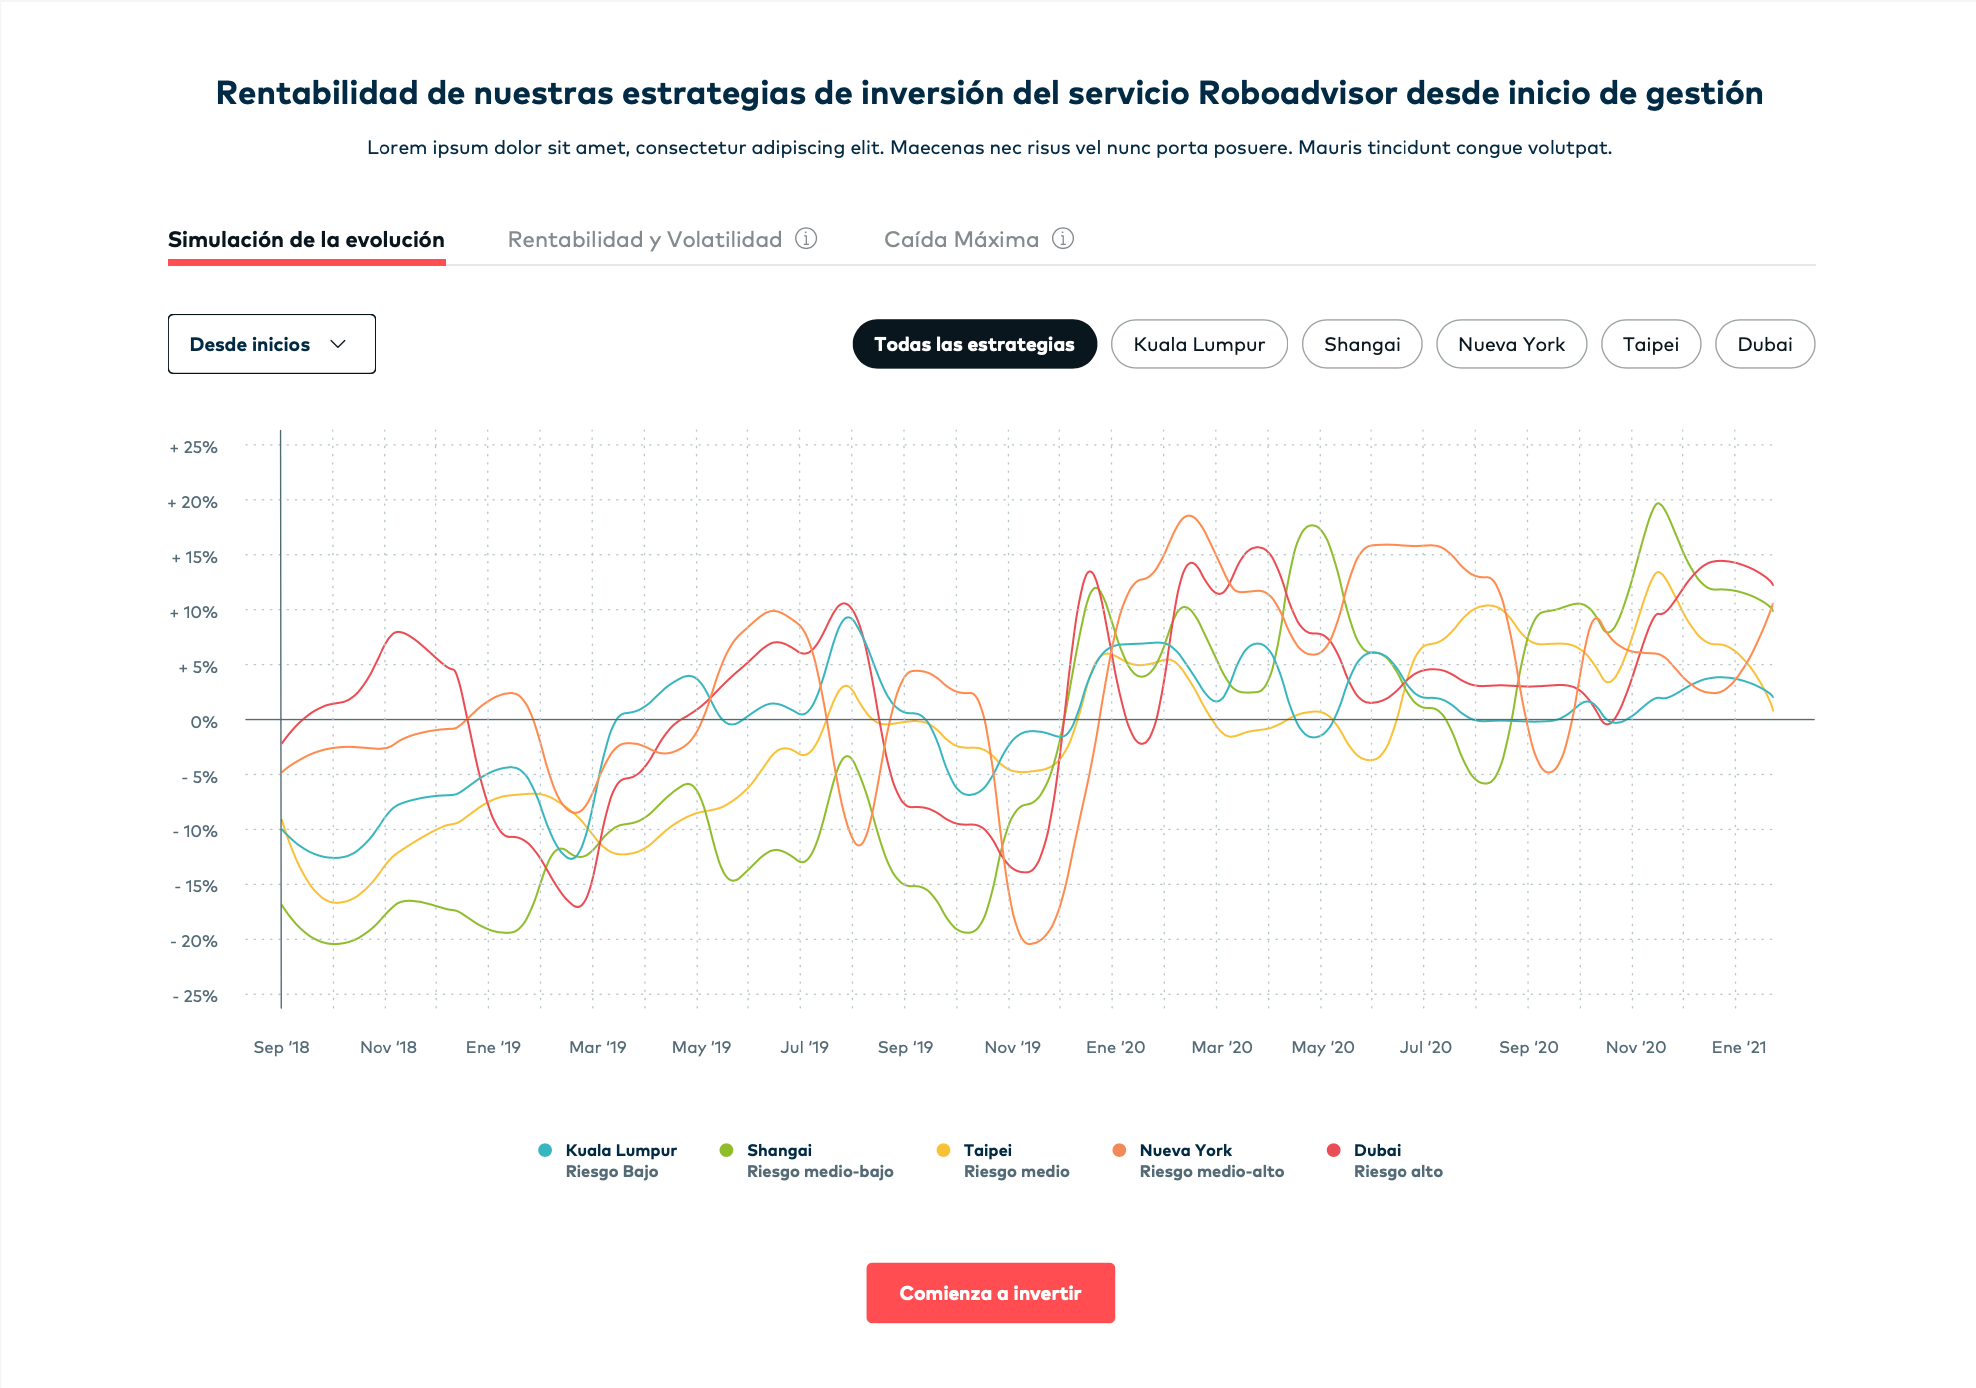 Rentabilidad de nuestras estrategias de inversión del servicio Roboadvisor desde inicio de gestión
Lorem ipsum dolor sit amet, consectetur adipiscing elit. Maecenas nec risus vel nunc porta posuere. Mauris tincidunt congue volutpat.
Simulación de la evolución Rentabilidad y Volatilidad Caída Máxima
Desde inicios Todas las estrategias Kuala Lumpur Shangai Nueva York Taipei Dubai
+ 25%
+ 20%
+ 15%
+ 10%
+ 5%
0%
- 5%
- 10%
- 15%
- 20%
- 25%
Sep '18 Nov '18 Ene '19 Mar '19 May '19 Jul '19 Sep '19 Nov '19 Ene '20 Mar '20 May '20 Jul '20 Sep '20 Nov '20 Ene '21
Kuala Lumpur Shangai Taipei Nueva York Dubai
Riesgo Bajo Riesgo medio-bajo Riesgo medio Riesgo medio-alto Riesgo alto
Comienza a invertir